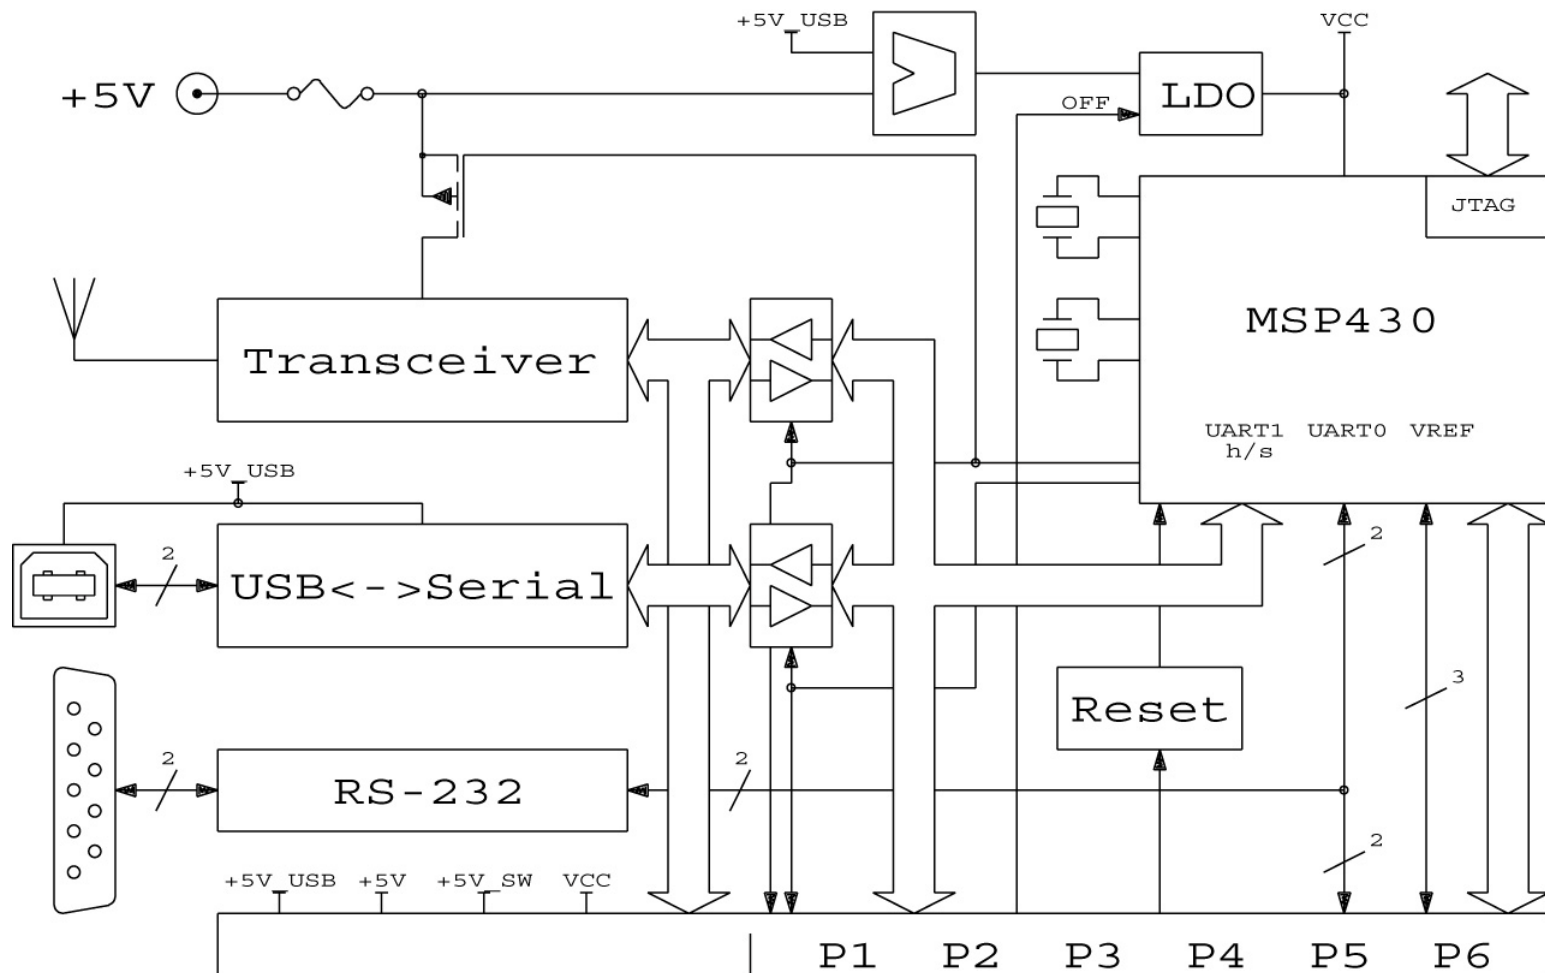 +5V_USB
VCC
+5V
LDO
OFF
JTAG
MSP430
Transceiver
UART1 UART0 VREF
h/s
+5V_USB
2
2
USB<->Serial
3
Reset
2
2
RS-232
2
+5V_USB +5V +5V_SW VCC
P1 P2 P3 P4 P5 P6